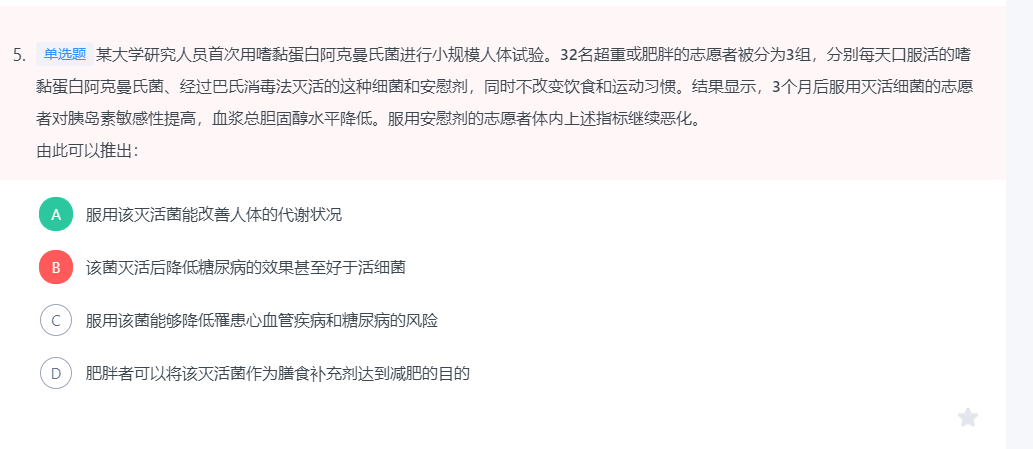 5. 单选题 某大学研究人员首次用嗜黏蛋白阿克曼氏菌进行小规模人体试验。32名超重或肥胖的志愿者被分为3组，分别每天口服活的嗜
黏蛋白阿克曼氏菌、经过巴氏消毒法灭活的这种细菌和安慰剂，同时不改变饮食和运动习惯。结果显示，3个月后服用灭活细菌的志愿
者对胰岛素敏感性提高，血浆总胆固醇水平降低。服用安慰剂的志愿者体内上述指标继续恶化。
由此可以推出：
A 服用该灭活菌能改善人体的代谢状况
B 该菌灭活后降低糖尿病的效果甚至好于活细菌
C 服用该菌能够降低罹患心血管疾病和糖尿病的风险
D 肥胖者可以将该灭活菌作为膳食补充剂达到减肥的目的